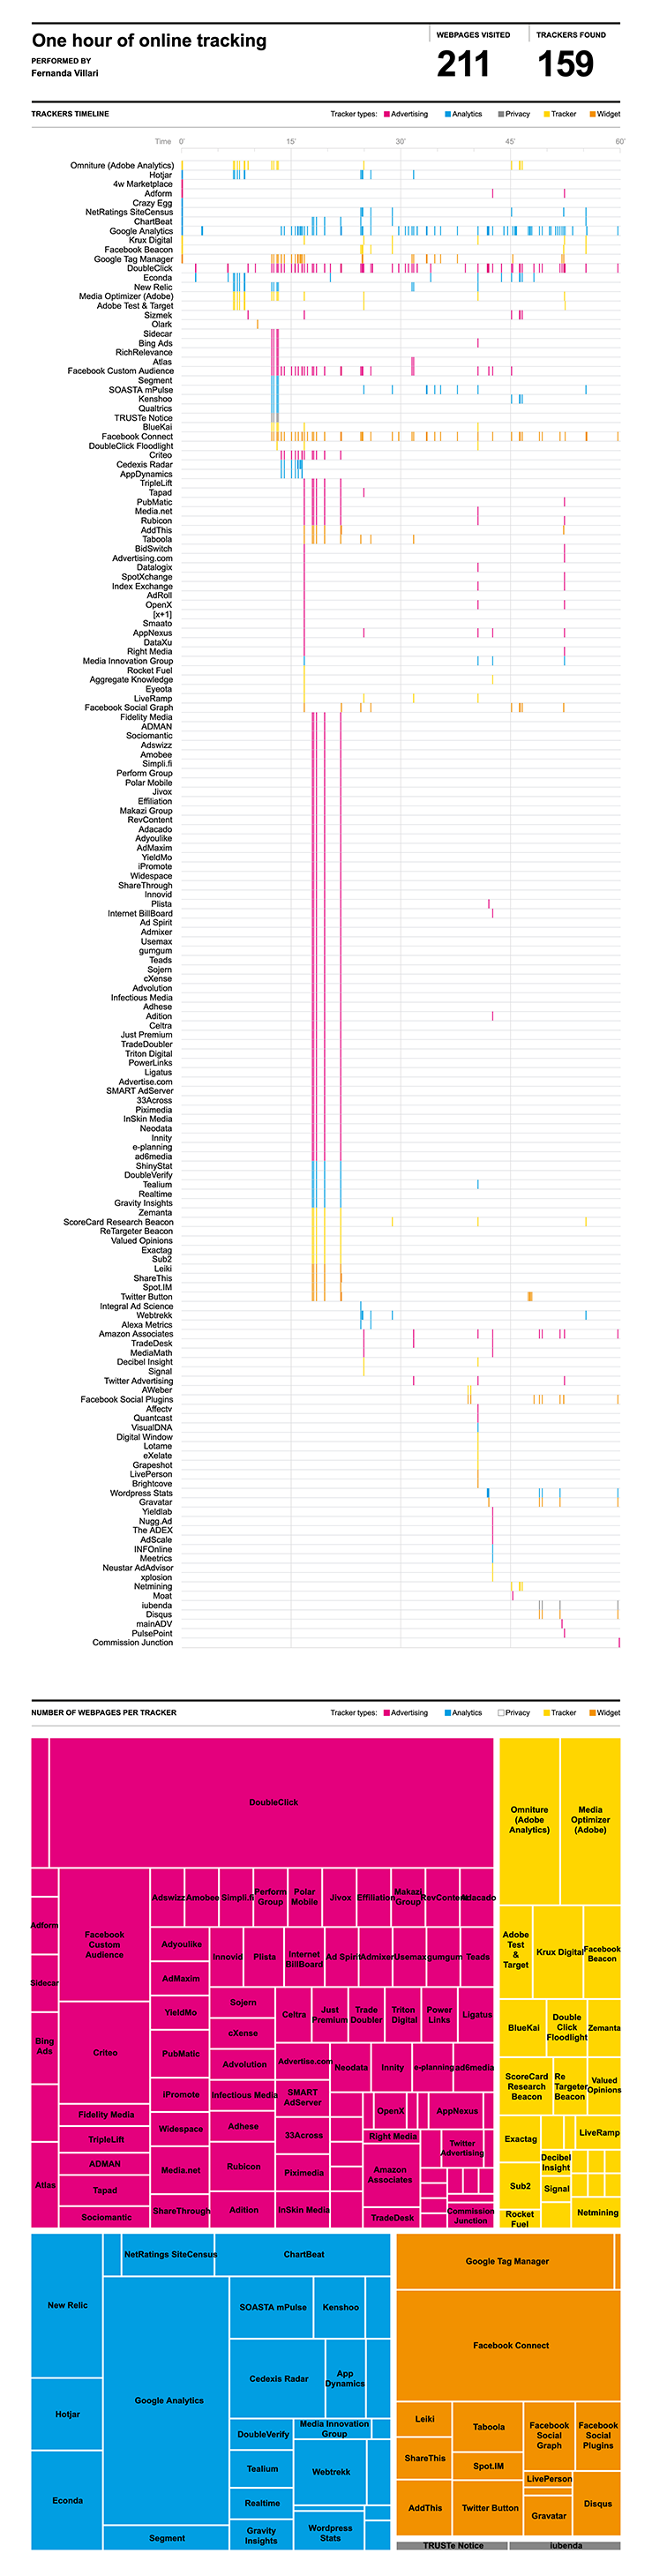 One hour of online tracking
PERFORMED BY
Fernanda Villari
WEBPAGES VISITED
211
TRACKERS FOUND
159
TRACKERS TIMELINE
Tracker types: Advertising Analytics Privacy Tracker Widget
Time 0' 15' 30' 45' 60'
Omniture (Adobe Analytics)
Hotjar
4w Marketplace
Adform
Crazy Egg
NetRatings SiteCensus
ChartBeat
Google Analytics
Krux Digital
Facebook Beacon
Google Tag Manager
DoubleClick
Econda
New Relic
Media Optimizer (Adobe)
Adobe Test & Target
Sizmek
Olark
Sidecar
Bing Ads
RichRelevance
Atlas
Facebook Custom Audience
Segment
SOASTA mPulse
Kenshoo
Qualtrics
TRUSTe Notice
BlueKai
Facebook Connect
DoubleClick Floodlight
Criteo
Cedexis Radar
AppDynamics
TripleLift
Tapad
PubMatic
Media.net
Rubicon
AddThis
Taboola
BidSwitch
Advertising.com
Datalogix
SpotXchange
Index Exchange
AdRoll
OpenX
[x+1]
Smaato
AppNexus
DataXu
Right Media
Media Innovation Group
Rocket Fuel
Aggregate Knowledge
Eyeota
LiveRamp
Facebook Social Graph
Fidelity Media
ADMAN
Sociomantic
Adswizz
Amobee
Simpli.fi
Perform Group
Polar Mobile
Jivox
Effiliation
Makazi Group
RevContent
Adacado
Adyoulike
AdMaxim
YieldMo
iPromote
Widespace
ShareThrough
Innovid
Plista
Internet BillBoard
Ad Spirit
Admixer
Usemax
gumgum
Teads
Sojern
cXense
Advolution
Infectious Media
Adhese
Adition
Celtra
Just Premium
TradeDoubler
Triton Digital
PowerLinks
Ligatus
Advertise.com
SMART AdServer
33Across
Piximedia
InSkin Media
Neodata
Innity
e-planning
ad6media
ShinyStat
DoubleVerify
Tealium
Realtime
Gravity Insights
Zemanta
ScoreCard Research Beacon
ReTargeter Beacon
Valued Opinions
Exactag
Sub2
Leiki
ShareThis
Spot.IM
Twitter Button
Integral Ad Science
Webtrekk
Alexa Metrics
Amazon Associates
TradeDesk
MediaMath
Decibel Insight
Signal
Twitter Advertising
AWeber
Facebook Social Plugins
Affectv
Quantcast
VisualDNA
Digital Window
Lotame
eXelate
Grapeshot
LivePerson
Brightcove
Wordpress Stats
Gravatar
Yieldlab
Nugg.Ad
The ADEX
AdScale
INFOnline
Meetrics
Neustar AdAdvisor
xplosion
Netmining
Moat
iubenda
Disqus
mainADV
PulsePoint
Commission Junction
NUMBER OF WEBPAGES PER TRACKER
Tracker types: Advertising Analytics Privacy Tracker Widget
DoubleClick
Adform
Sidecar
Bing
Ads
Atlas
Facebook
Custom
Audience
Criteo
Fidelity Media
TripleLift
ADMAN
Tapad
Sociomantic
Adswizz
Amobee
Simpli.fi
Perform
Group
Polar
Mobile
Jivox
Effiliation
Makazi
Group
RevContent
Adacado
Adyoulike
AdMaxim
YieldMo
PubMatic
iPromote
Widespace
Media.net
ShareThrough
Innovid
Plista
Internet
BillBoard
Ad Spirit
Admixer
Usemax
gumgum
Teads
Sojern
cXense
Advolution
Infectious Media
Adhese
Rubicon
Adition
Celtra
Just
Premium
Trade
Doubler
Triton
Digital
Power
Links
Ligatus
Advertise.com
SMART
AdServer
33Across
Piximedia
InSkin Media
Neodata
Innity
e-planning
ad6media
OpenX
AppNexus
Right Media
Amazon
Associates
TradeDesk
Twitter
Advertising
Commission
Junction
Omniture
(Adobe
Analytics)
Media
Optimizer
(Adobe)
Adobe
Test
&
Target
Krux Digital
Facebook
Beacon
BlueKai
Double
Click
Floodlight
Zemanta
ScoreCard
Research
Beacon
Re
Targeter
Beacon
Valued
Opinions
Exactag
LiveRamp
Decibel
Insight
Sub2
Signal
Rocket
Fuel
Netmining
New Relic
Hotjar
Econda
NetRatings SiteCensus
ChartBeat
Google Analytics
Segment
SOASTA mPulse
Kenshoo
Cedexis Radar
App
Dynamics
DoubleVerify
Media Innovation
Group
Tealium
Webtrekk
Realtime
Gravity
Insights
Wordpress
Stats
Google Tag Manager
Facebook Connect
Leiki
ShareThis
AddThis
Taboola
Spot.IM
Twitter Button
Facebook
Social
Graph
Facebook
Social
Plugins
LivePerson
Gravatar
Disqus
TRUSTe Notice
iubenda